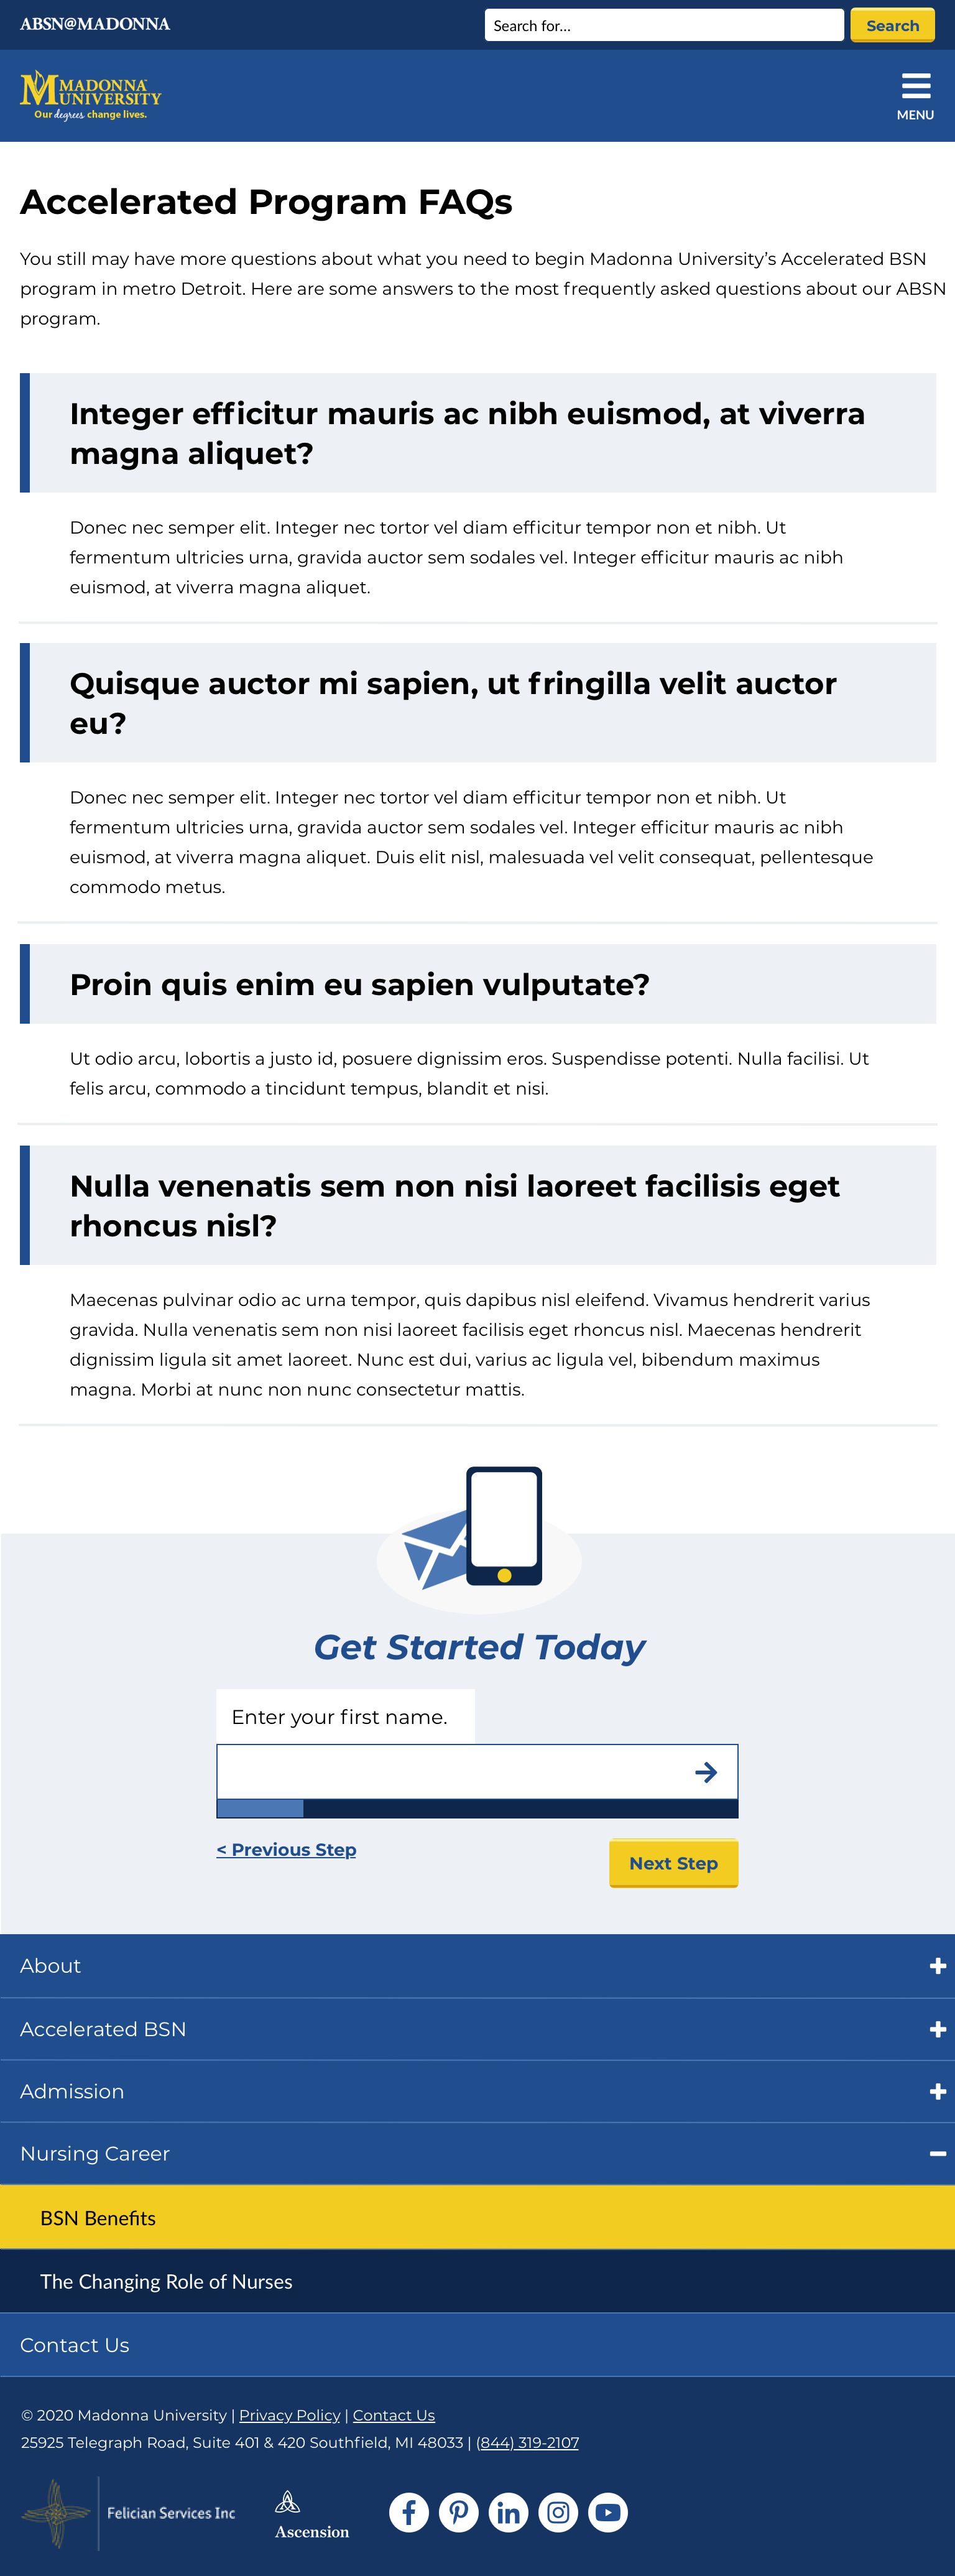 ABSN@MADONNA
Search for...
Search
MADONNA
UNIVERSITY
Our degrees change lives.
MENU
Accelerated Program FAQs
You still may have more questions about what you need to begin Madonna University’s Accelerated BSN
program in metro Detroit. Here are some answers to the most frequently asked questions about our ABSN
program.
Integer efficitur mauris ac nibh euismod, at viverra
magna aliquet?
Donec nec semper elit. Integer nec tortor vel diam efficitur tempor non et nibh. Ut
fermentum ultricies urna, gravida auctor sem sodales vel. Integer efficitur mauris ac nibh
euismod, at viverra magna aliquet.
Quisque auctor mi sapien, ut fringilla velit auctor
eu?
Donec nec semper elit. Integer nec tortor vel diam efficitur tempor non et nibh. Ut
fermentum ultricies urna, gravida auctor sem sodales vel. Integer efficitur mauris ac nibh
euismod, at viverra magna aliquet. Duis elit nisl, malesuada vel velit consequat, pellentesque
commodo metus.
Proin quis enim eu sapien vulputate?
Ut odio arcu, lobortis a justo id, posuere dignissim eros. Suspendisse potenti. Nulla facilisi. Ut
felis arcu, commodo a tincidunt tempus, blandit et nisi.
Nulla venenatis sem non nisi laoreet facilisis eget
rhoncus nisl?
Maecenas pulvinar odio ac urna tempor, quis dapibus nisl eleifend. Vivamus hendrerit varius
gravida. Nulla venenatis sem non nisi laoreet facilisis eget rhoncus nisl. Maecenas hendrerit
dignissim ligula sit amet laoreet. Nunc est dui, varius ac ligula vel, bibendum maximus
magna. Morbi at nunc non nunc consectetur mattis.
Get Started Today
Enter your first name.
< Previous Step
Next Step
About
Accelerated BSN
Admission
Nursing Career
BSN Benefits
The Changing Role of Nurses
Contact Us
© 2020 Madonna University | Privacy Policy | Contact Us
25925 Telegraph Road, Suite 401 & 420 Southfield, MI 48033 | (844) 319-2107
Felician Services Inc
Ascension